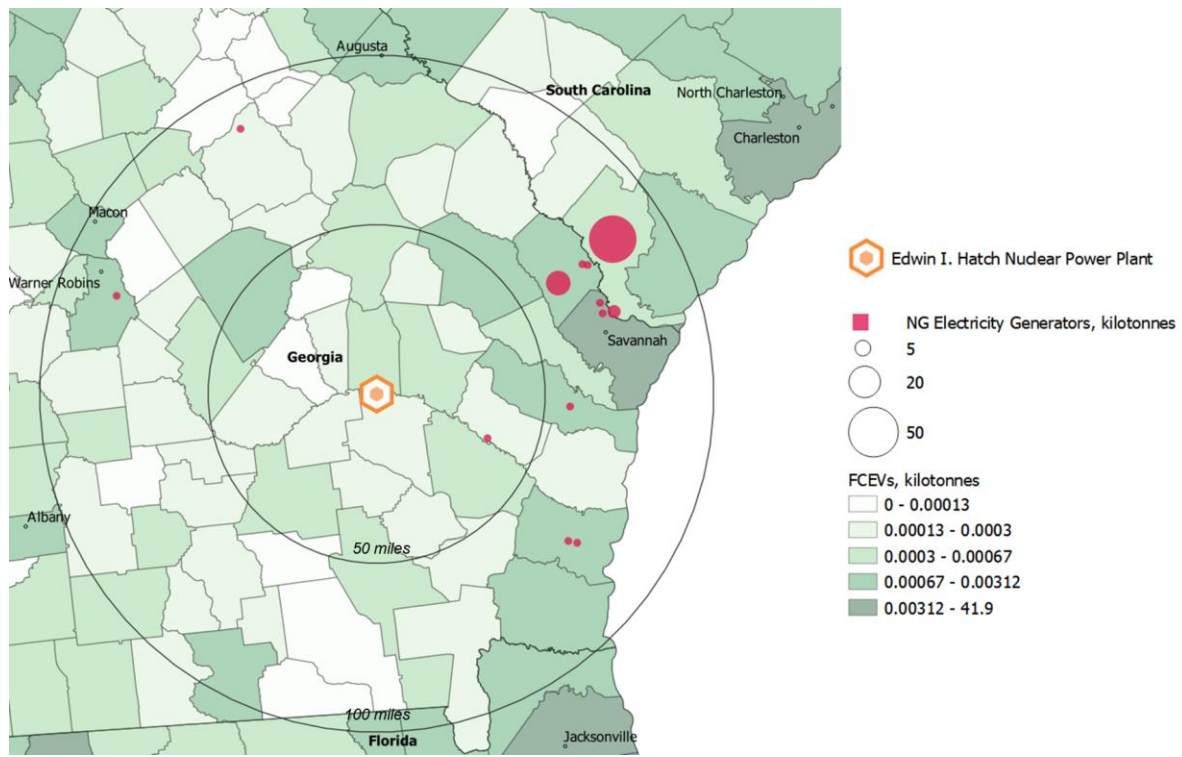 Augusta
South Carolina
North Charleston
Charleston
Macon
Warner Robins
Georgia
Savannah
Albany
50 miles
100 miles
Florida
Jacksonville
Edwin I. Hatch Nuclear Power Plant
NG Electricity Generators, kilotonnes
5
20
50
FCEVs, kilotonnes
0 - 0.00013
0.00013 - 0.0003
0.0003 - 0.00067
0.00067 - 0.00312
0.00312 - 41.9